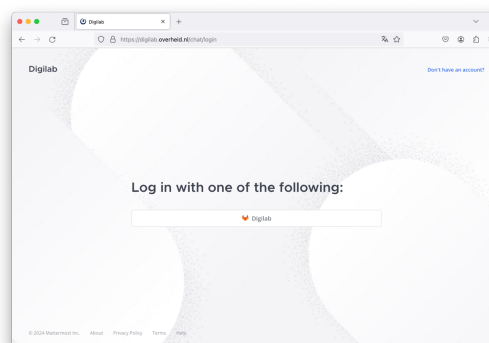 Digilab
https://digilab.overheid.nl/chat/login
Digilab
Don't have an account?
Log in with one of the following:
Digilab
© 2024 Mattermost Inc. About Privacy Policy Terms Help